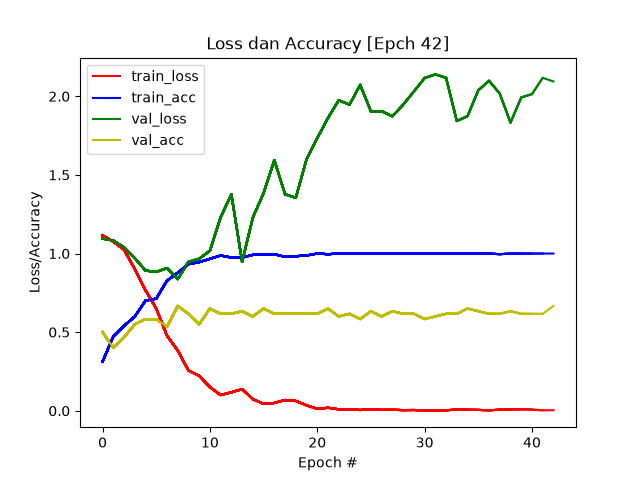 Loss dan Accuracy [Epch 42]
train_loss
train_acc
val_loss
val_acc
Loss/Accuracy
2.0
1.5
1.0
0.5
0.0
0 10 20 30 40
Epoch #